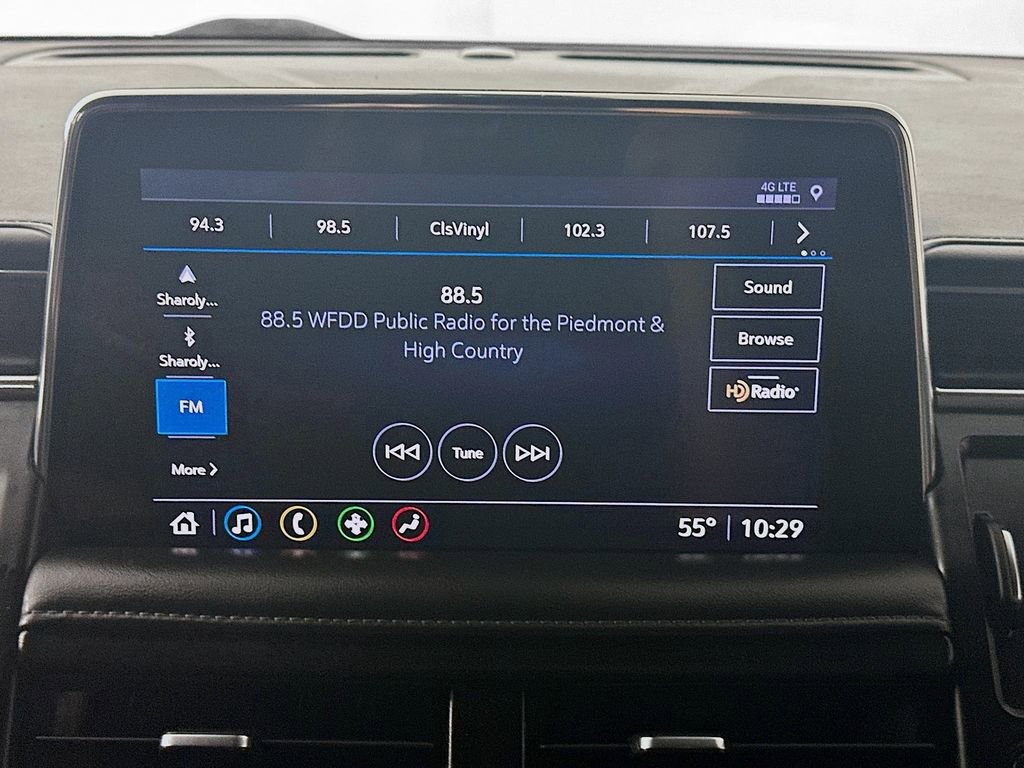 4G LTE
94.3 98.5 ClsVinyl 102.3 107.5
Sharoly...
Sharoly...
FM
More
88.5
88.5 WFDD Public Radio for the Piedmont &
High Country
Tune
Sound
Browse
HD Radio
55° 10:29